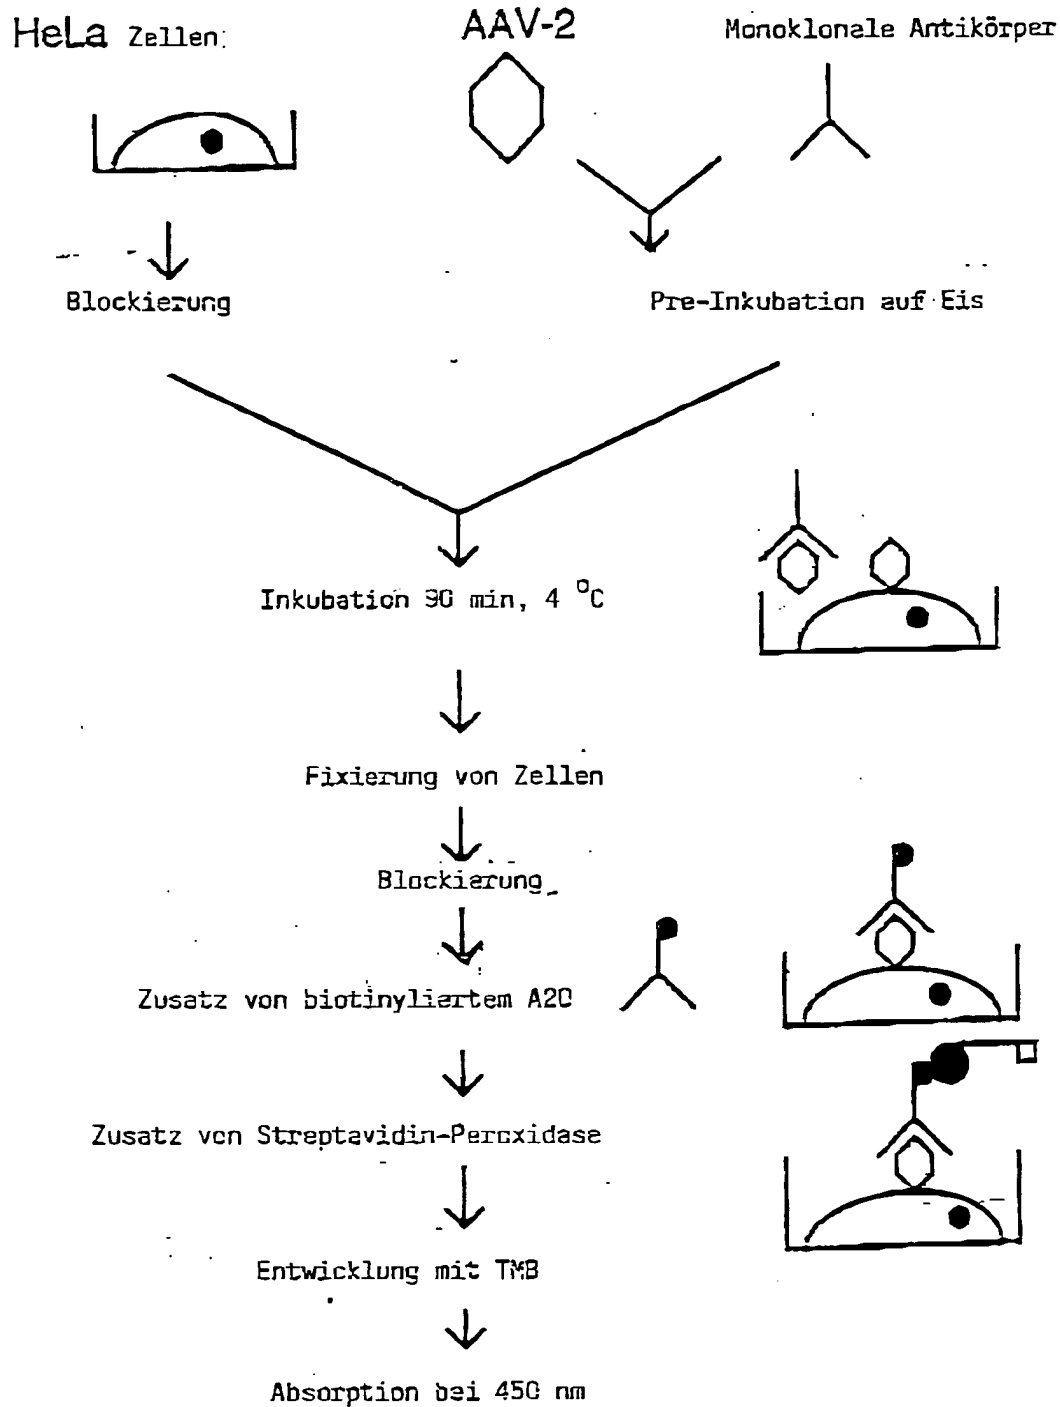 HeLa Zellen:
AAV-2
Monoklonale Antikörper
Blockierung
Pre-Inkubation auf Eis
Inkubation 90 min, 4 °C
Fixierung von Zellen
Blockierung
Zusatz von biotinyliertem A20
Zusatz von Streptavidin-Peroxidase
Entwicklung mit TMB
Absorption bei 450 nm